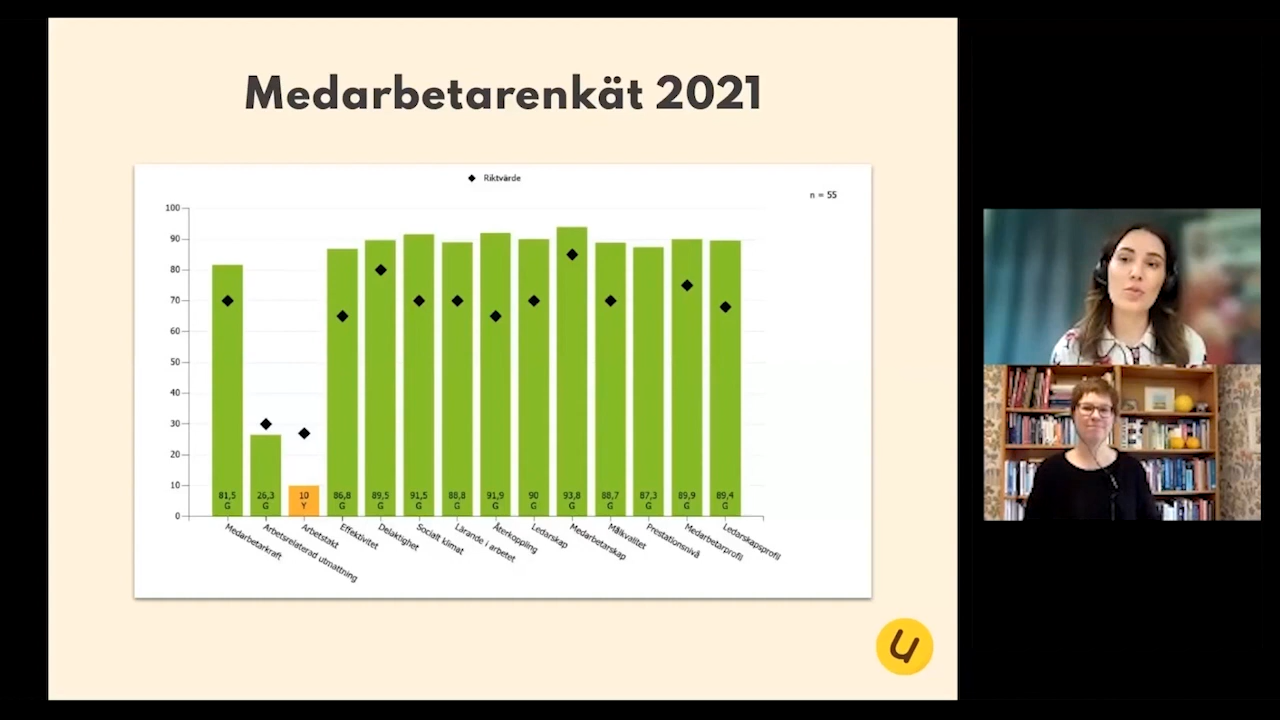 Medarbetarenkät 2021
Riktvärde
n = 55
100
90
80
70
60
50
40
30
20
10
0
81,5 26,3 10 86,8 89,5 91,5 88,8 91,9 90 93,8 88,7 87,3 89,9 89,4
G G Y G G G G G G G G G G G
Medarbetarkraft
Arbetsrelaterad utmattning
Arbetstakt
Effektivitet
Delaktighet
Socialt klimat
Lärande i arbetet
Återkoppling
Ledarskap
Medarbetarskap
Målkvalitet
Prestationsnivå
Medarbetarprofil
Ledarskapsprofil
u